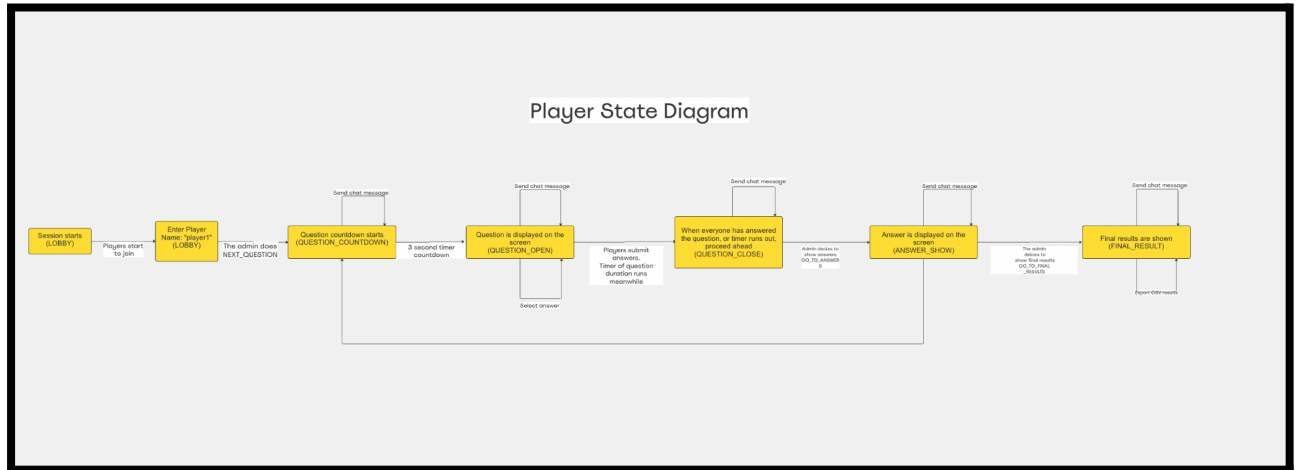 Player State Diagram
Session starts
(LOBBY)
Players start
to join
Enter Player
Name: "player1"
(LOBBY)
The admin does
NEXT_QUESTION
Send chat message
Question countdown starts
(QUESTION_COUNTDOWN)
3 second timer
countdown
Send chat message
Question is displayed on the
screen
(QUESTION_OPEN)
Select answer
Players submit
answers.
Timer of question
duration runs
meanwhile
Send chat message
When everyone has answered
the question, or timer runs out,
proceed ahead
(QUESTION_CLOSE)
Admin decides to
show answers
GO_TO_ANSWER
S
Send chat message
Answer is displayed on the
screen
(ANSWER_SHOW)
The admin
delices to
show final results
GO_TO_FINAL
_RESULTS
Send chat message
Final results are shown
(FINAL_RESULT)
Export CSV results